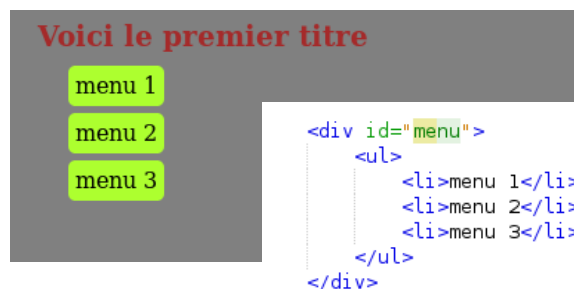 Voici le premier titre
menu 1
menu 2
menu 3
<div id="menu">
<ul>
<li>menu 1</li>
<li>menu 2</li>
<li>menu 3</li>
</ul>
</div>